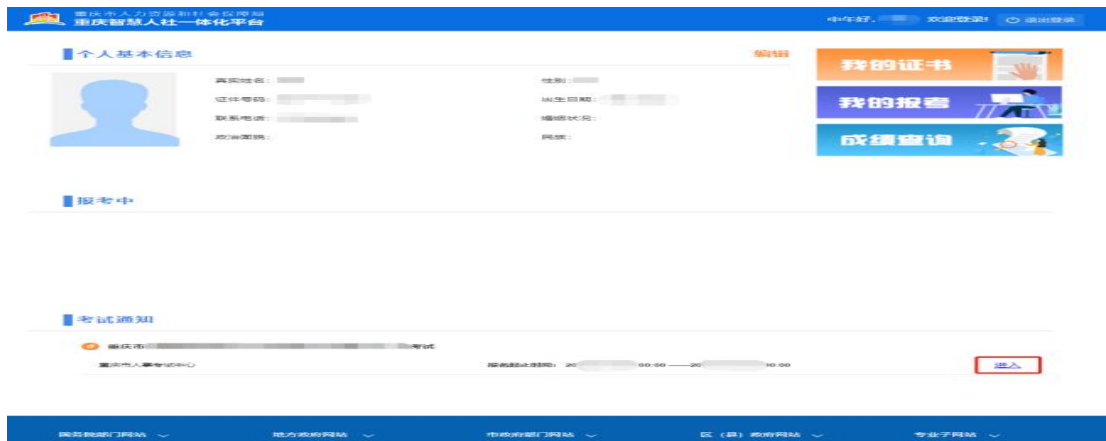 重庆市人力资源和社会保障局
重庆智慧人社一体化平台
中午好, 欢迎登录! 退出登录
个人基本信息
编辑
真实姓名:
性别:
证件号码:
出生日期:
联系电话:
婚姻状况:
政治面貌:
民族:
我的证书
我的报考
成绩查询
报考中
考试通知
重庆市 考试
重庆市人事考试中心
报名起止时间: 20 00:00 ——20 10:00
进入
国务院部门网站
地方政府网站
市政府部门网站
区(县)政府网站
专业子网站